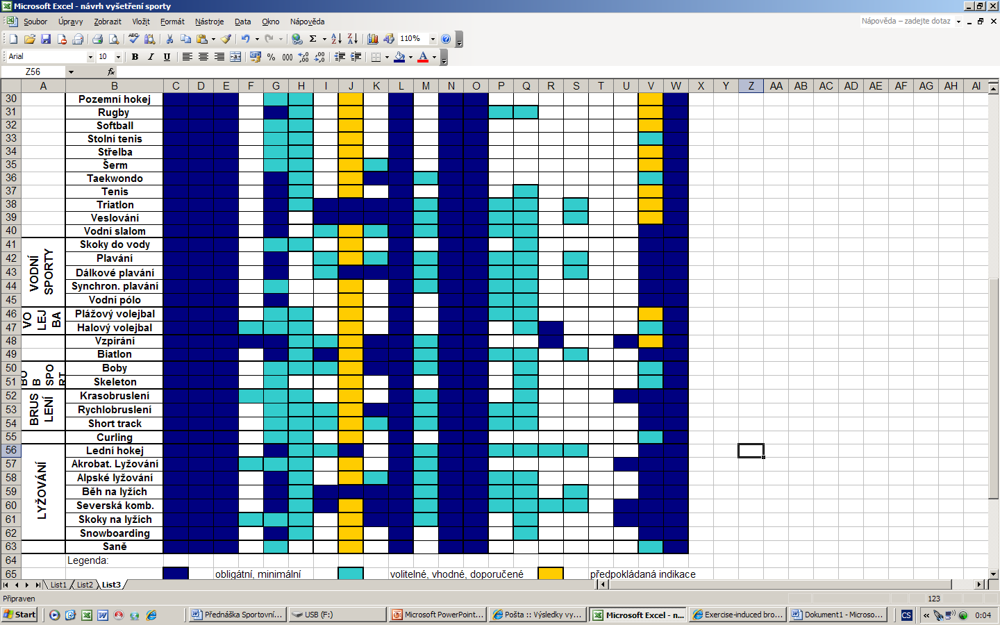 Microsoft Excel - návrh vyšetření sporty
Soubor Úpravy Zobrazit Vložit Formát Nástroje Data Okno Nápověda Nápověda – zadejte dotaz
110%
Arial 10 B I U % 000
Z56 fx
A B C D E F G H I J K L M N O P Q R S T U V W X Y Z AA AB AC AD AE AF AG AH AI
30 Pozemní hokej
31 Rugby
32 Softball
33 Stolní tenis
34 Střelba
35 Šerm
36 Taekwondo
37 Tenis
38 Triatlon
39 Veslování
40 Vodní slalom
VODNÍ SPORTY
41 Skoky do vody
42 Plavání
43 Dálkové plavání
44 Synchron. plavání
45 Vodní pólo
VO LEJ BA
46 Plážový volejbal
47 Halový volejbal
48 Vzpírání
49 Biatlon
BO B SPO RT
50 Boby
51 Skeleton
BRUS LENÍ
52 Krasobruslení
53 Rychlobruslení
54 Short track
55 Curling
LYŽOVÁNÍ
56 Lední hokej
57 Akrobat. Lyžování
58 Alpské lyžování
59 Běh na lyžích
60 Severská komb.
61 Skoky na lyžích
62 Snowboarding
63 Saně
64 Legenda:
65 obligátní, minimální volitelné, vhodné, doporučené předpokládaná indikace
List1 List2 List3
Připraven 123
Start Přednáška Sportovní... USB (F:) Microsoft PowerPoint... Pošta :: Výsledky vy... Microsoft Excel - n... Exercise-induced bro... Dokument1 - Microso... CS « 0:04